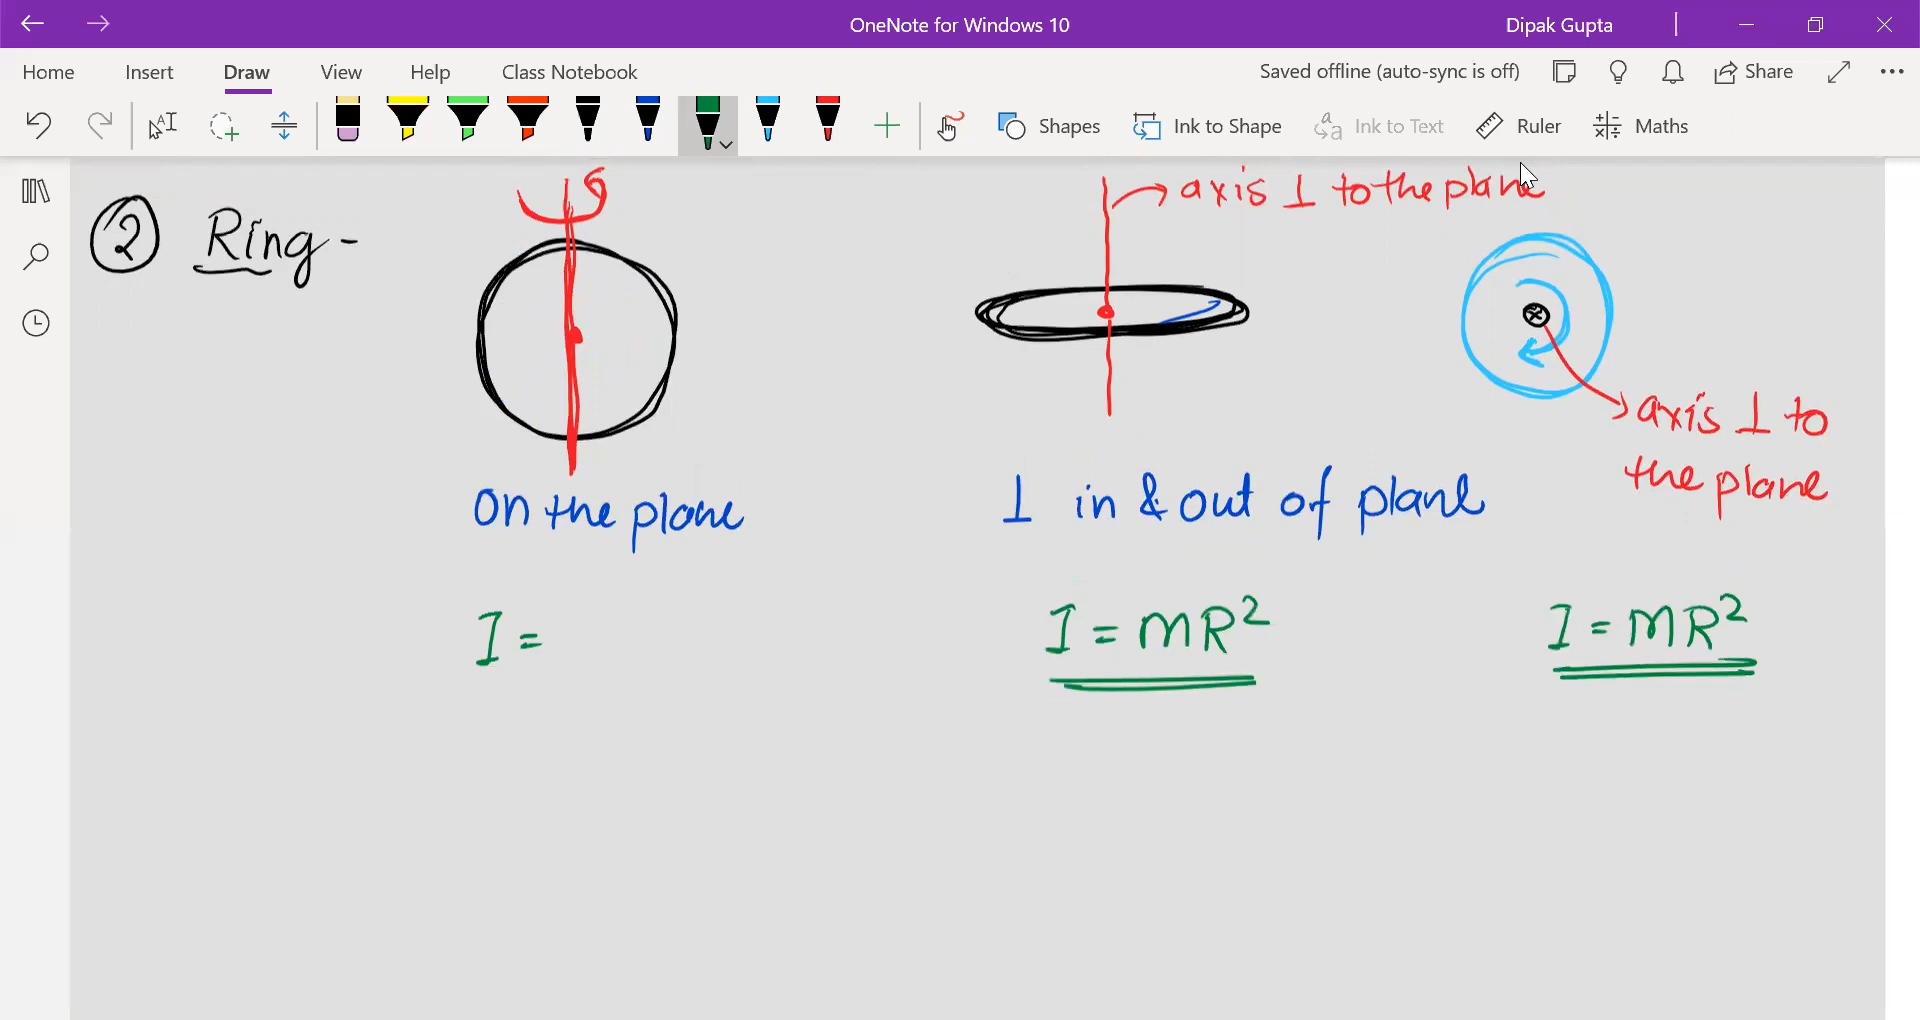 OneNote for Windows 10
Dipak Gupta
Home Insert Draw View Help Class Notebook
Saved offline (auto-sync is off) Share
Shapes Ink to Shape Ink to Text Ruler Maths
② Ring -
axis ⊥ to the plane
axis ⊥ to
the plane
On the plane
⊥ in & out of plane
I =
I = MR²
I = MR²